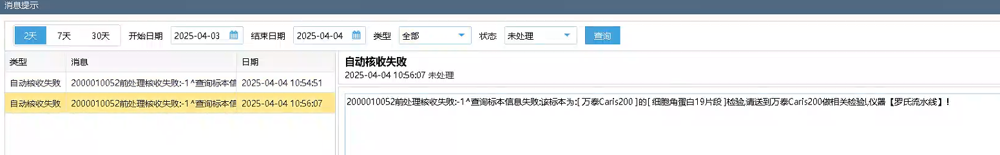 消息提示
2天 7天 30天 开始日期 2025-04-03 结束日期 2025-04-04 类型 全部 状态 未处理 查询
类型 消息 日期
自动核收失败 2000010052前处理核收失败:-1^查询标本信 2025-04-04 10:54:51
自动核收失败 2000010052前处理核收失败:-1^查询标本信 2025-04-04 10:56:07
自动核收失败
2025-04-04 10:56:07 未处理
2000010052前处理核收失败:-1^查询标本信息失败:该标本为:[ 万泰Caris200 ]的[ 细胞角蛋白19片段 ]检验,请送到万泰Caris200做相关检验!,仪器【罗氏流水线】!